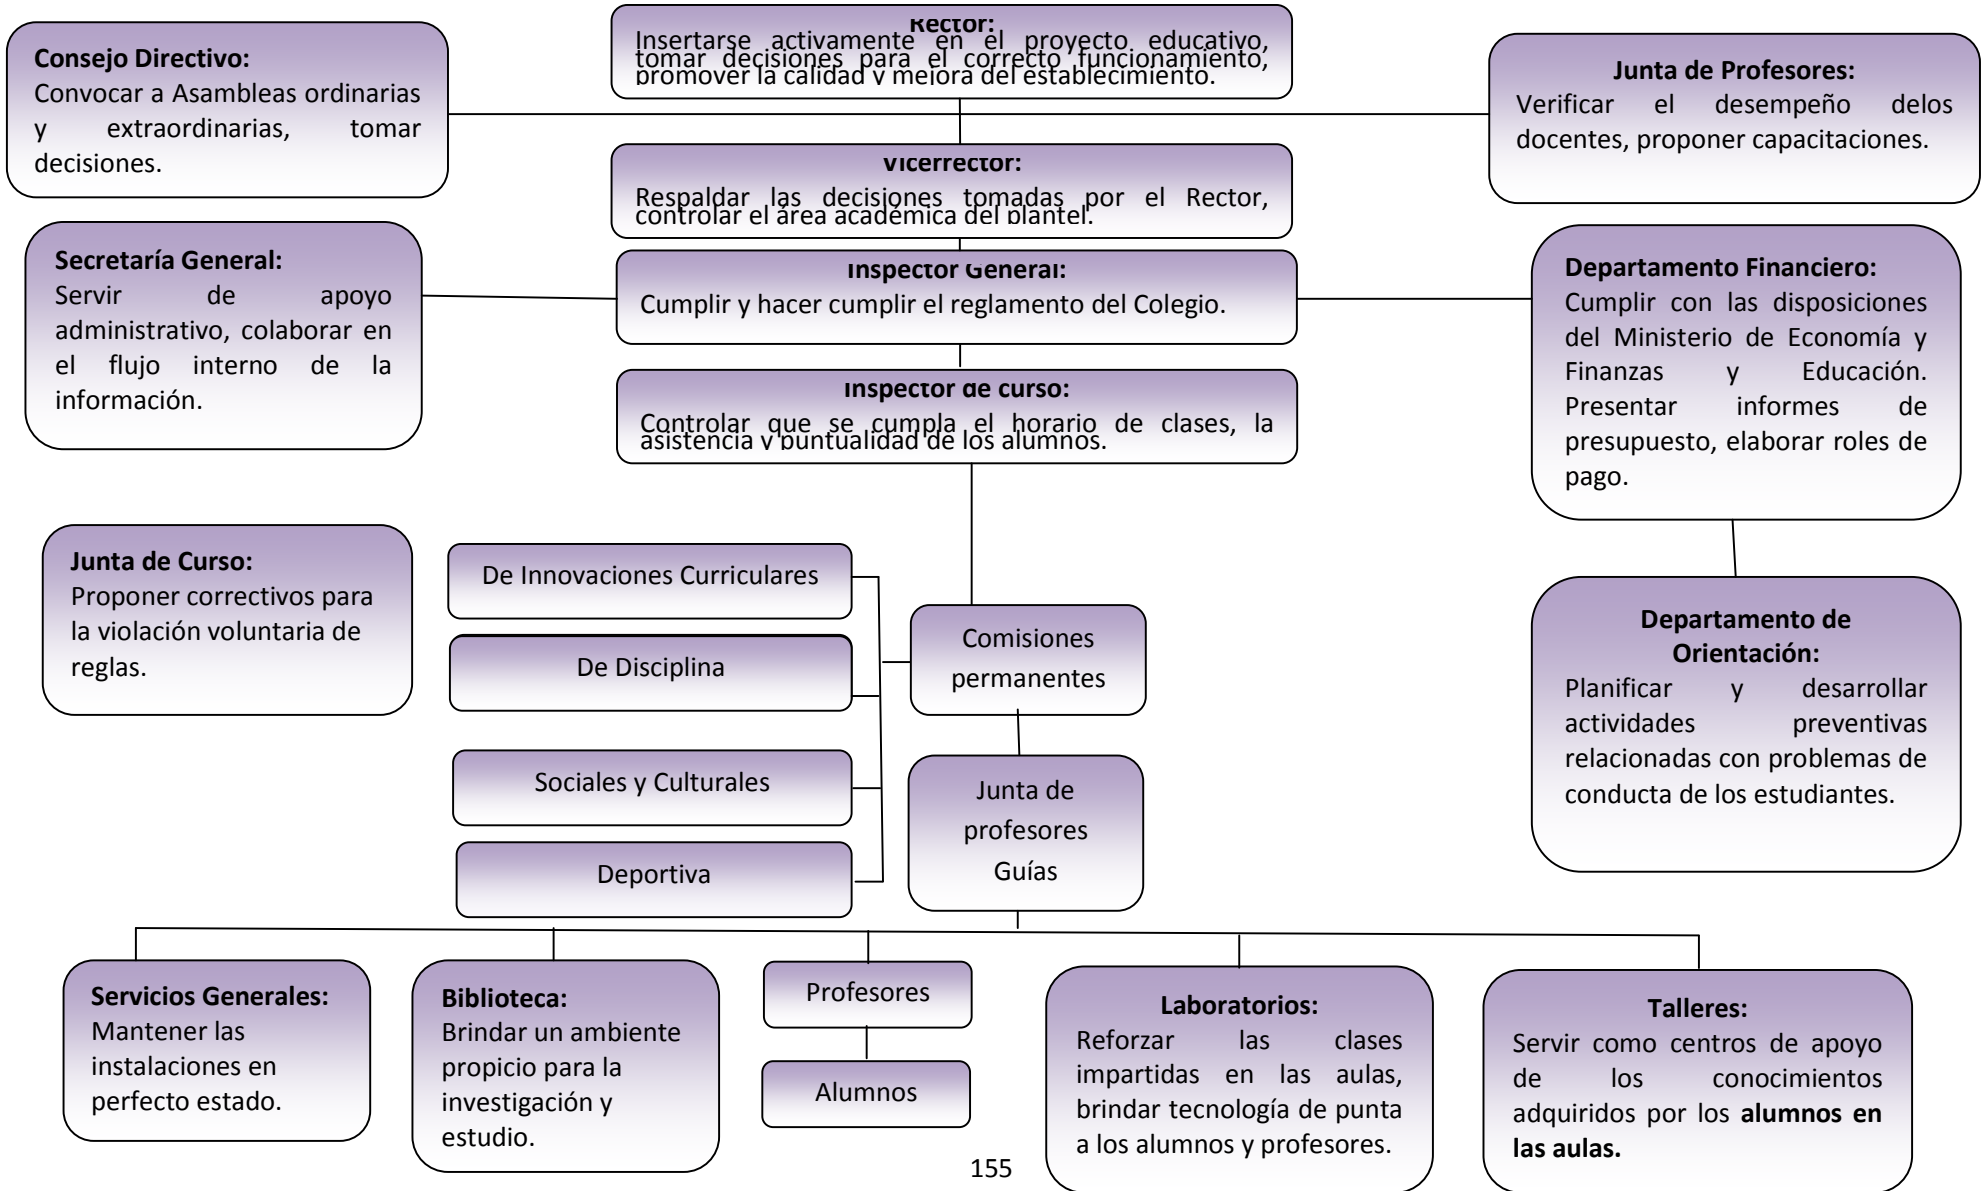 Rector:
Insertarse activamente en el proyecto educativo,
tomar decisiones para el correcto funcionamiento,
promover la calidad y mejora del establecimiento.
Consejo Directivo:
Convocar a Asambleas ordinarias
y extraordinarias, tomar
decisiones.
Junta de Profesores:
Verificar el desempeño delos
docentes, proponer capacitaciones.
Vicerrector:
Respaldar las decisiones tomadas por el Rector,
controlar el área académica del plantel.
Secretaría General:
Servir de apoyo
administrativo, colaborar en
el flujo interno de la
información.
Inspector General:
Cumplir y hacer cumplir el reglamento del Colegio.
Departamento Financiero:
Cumplir con las disposiciones
del Ministerio de Economía y
Finanzas y Educación.
Presentar informes de
presupuesto, elaborar roles de
pago.
Inspector de curso:
Controlar que se cumpla el horario de clases, la
asistencia y puntualidad de los alumnos.
Junta de Curso:
Proponer correctivos para
la violación voluntaria de
reglas.
De Innovaciones Curriculares
De Disciplina
Sociales y Culturales
Deportiva
Comisiones
permanentes
Junta de
profesores
Guías
Departamento de
Orientación:
Planificar y desarrollar
actividades preventivas
relacionadas con problemas de
conducta de los estudiantes.
Servicios Generales:
Mantener las
instalaciones en
perfecto estado.
Biblioteca:
Brindar un ambiente
propicio para la
investigación y
estudio.
Profesores
Alumnos
Laboratorios:
Reforzar las clases
impartidas en las aulas,
brindar tecnología de punta
a los alumnos y profesores.
Talleres:
Servir como centros de apoyo
de los conocimientos
adquiridos por los alumnos en
las aulas.
155